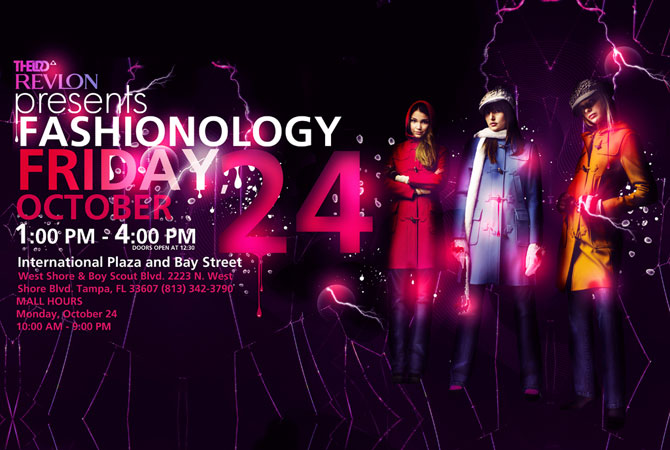 THELDD
REVLON
presents
FASHIONOLOGY
FRIDAY, 24
OCTOBER
1:00 PM - 4:00 PM
DOORS OPEN AT 12:30
International Plaza and Bay Street
West Shore & Boy Scout Blvd. 2223 N. West
Shore Blvd, Tampa, FL 33607 (813) 342-3790
MALL HOURS
Monday, October 24
10:00 AM - 9:00 PM